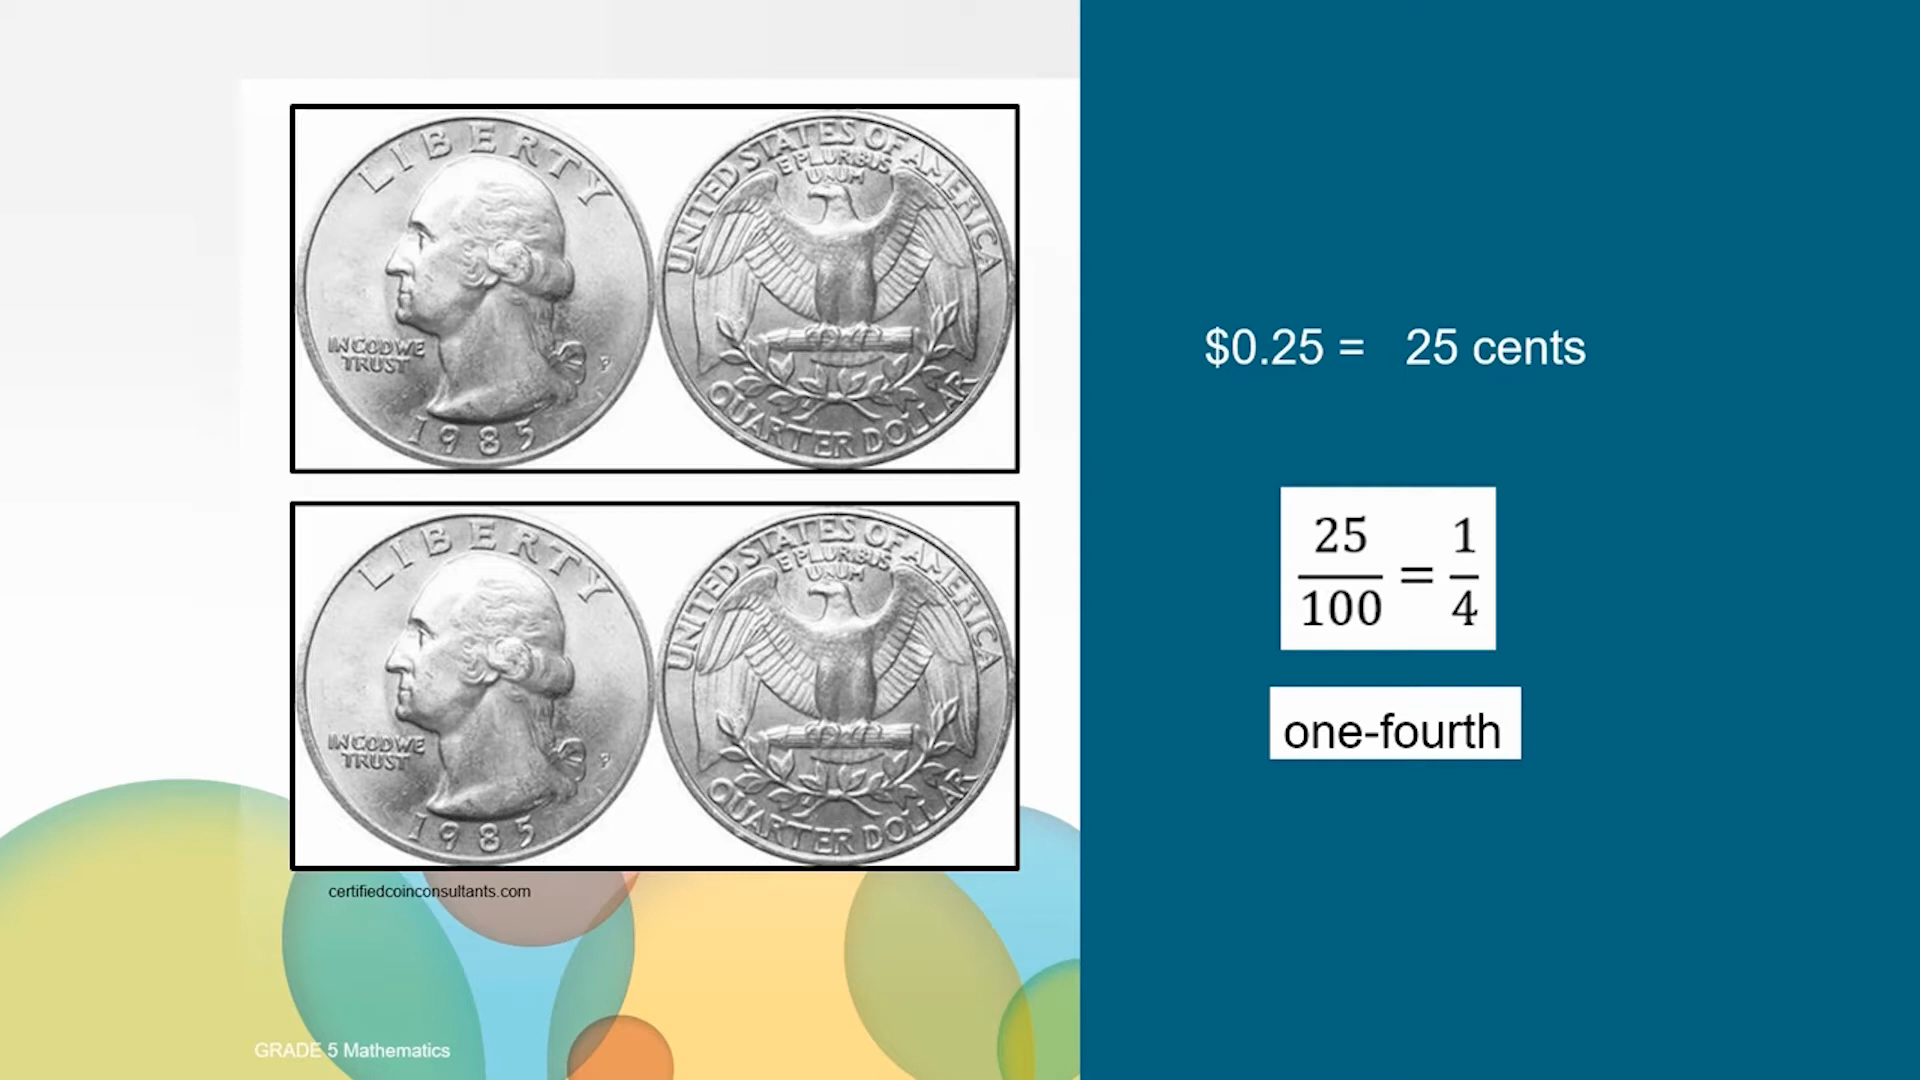 LIBERTY
IN GOD WE
TRUST
P
1985
UNITED STATES OF AMERICA
E PLURIBUS
UNUM
QUARTER DOLLAR
LIBERTY
IN GOD WE
TRUST
P
1985
UNITED STATES OF AMERICA
E PLURIBUS
UNUM
QUARTER DOLLAR
certifiedcoinconsultants.com
GRADE 5 Mathematics
$0.25 = 25 cents
25/100 = 1/4
one-fourth